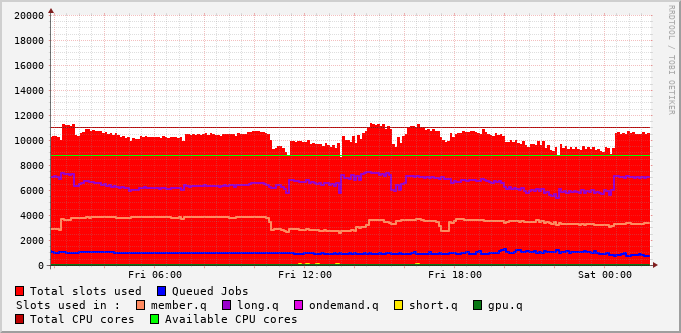 20000
18000
16000
14000
12000
10000
8000
6000
4000
2000
0
Fri 06:00 Fri 12:00 Fri 18:00 Sat 00:00
RRDTOOL / TOBI OETIKER
Total slots used Queued Jobs
Slots used in : member.q long.q ondemand.q short.q gpu.q
Total CPU cores Available CPU cores